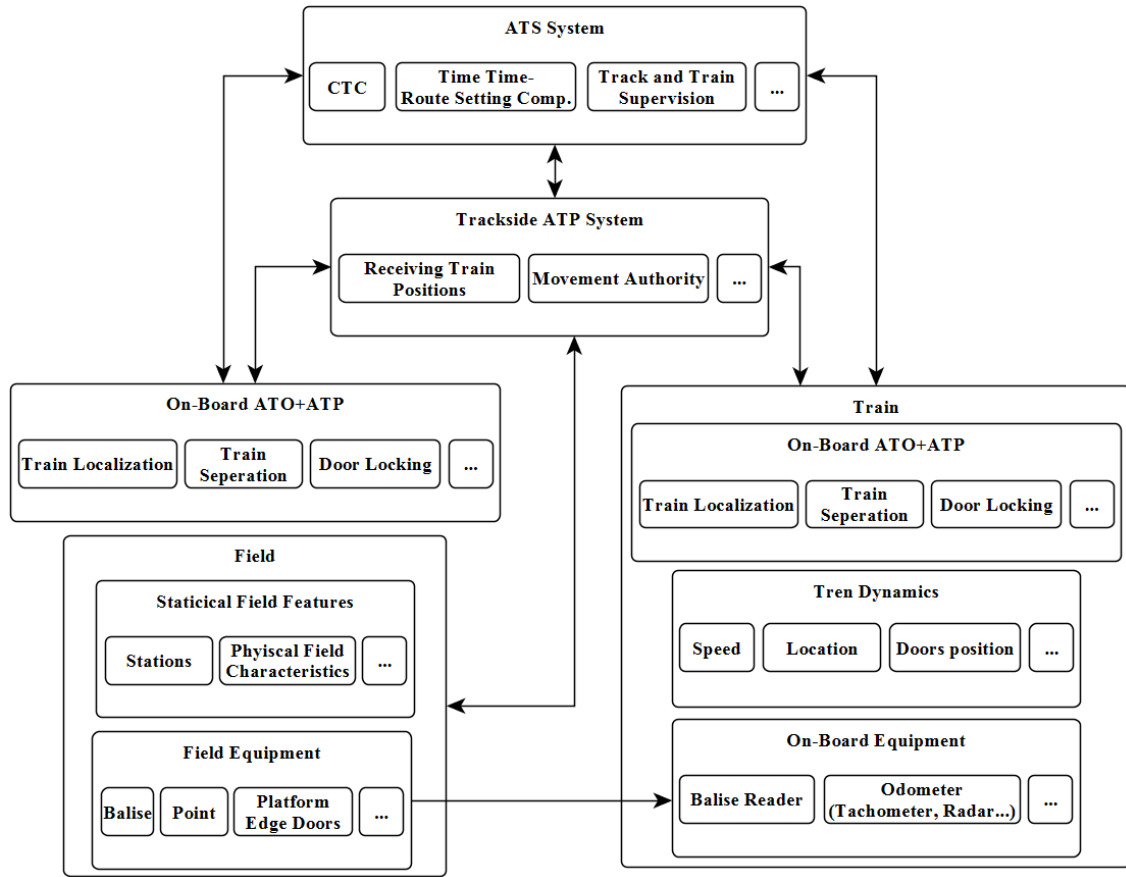 ATS System
CTC
Time Time-
Route Setting Comp.
Track and Train
Supervision
...
Trackside ATP System
Receiving Train
Positions
Movement Authority
...
On-Board ATO+ATP
Train Localization
Train
Seperation
Door Locking
...
Field
Staticical Field Features
Stations
Phyiscal Field
Characteristics
...
Field Equipment
Balise
Point
Platform
Edge Doors
...
Train
On-Board ATO+ATP
Train Localization
Train
Seperation
Door Locking
...
Tren Dynamics
Speed
Location
Doors position
...
On-Board Equipment
Balise Reader
Odometer
(Tachometer, Radar...)
...